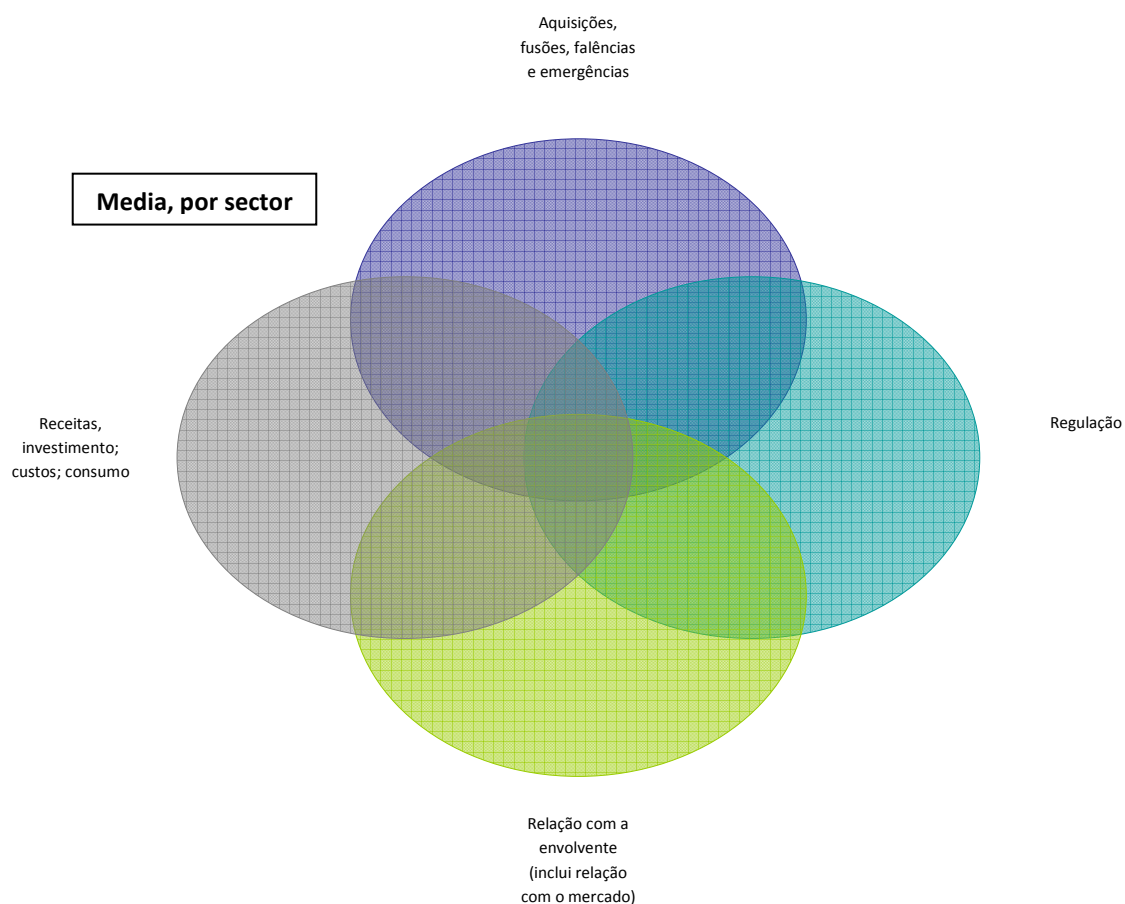 Aquisições,
fusões, falências
e emergências
Media, por sector
Receitas,
investimento;
custos; consumo
Regulação
Relação com a
envolvente
(inclui relação
com o mercado)